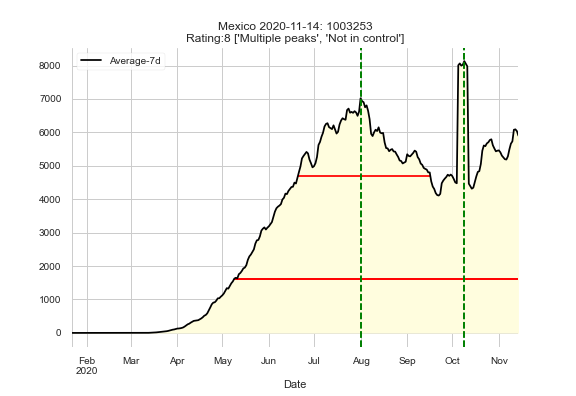 Mexico 2020-11-14: 1003253
Rating:8 ['Multiple peaks', 'Not in control']
Average-7d
8000
7000
6000
5000
4000
3000
2000
1000
0
Feb Mar Apr May Jun Jul Aug Sep Oct Nov
2020
Date